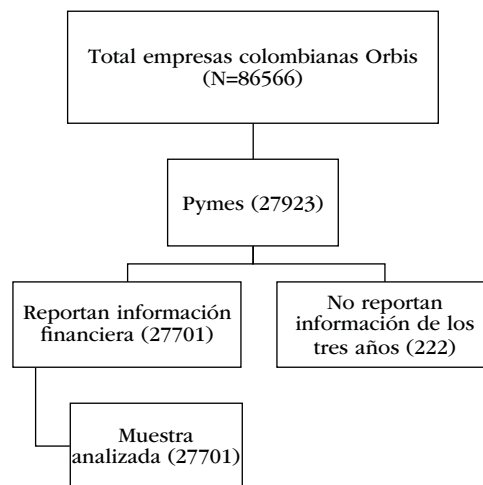 Total empresas colombianas Orbis
(N=86566)
Pymes (27923)
Reportan información
financiera (27701)
No reportan
información de los
tres años (222)
Muestra
analizada (27701)